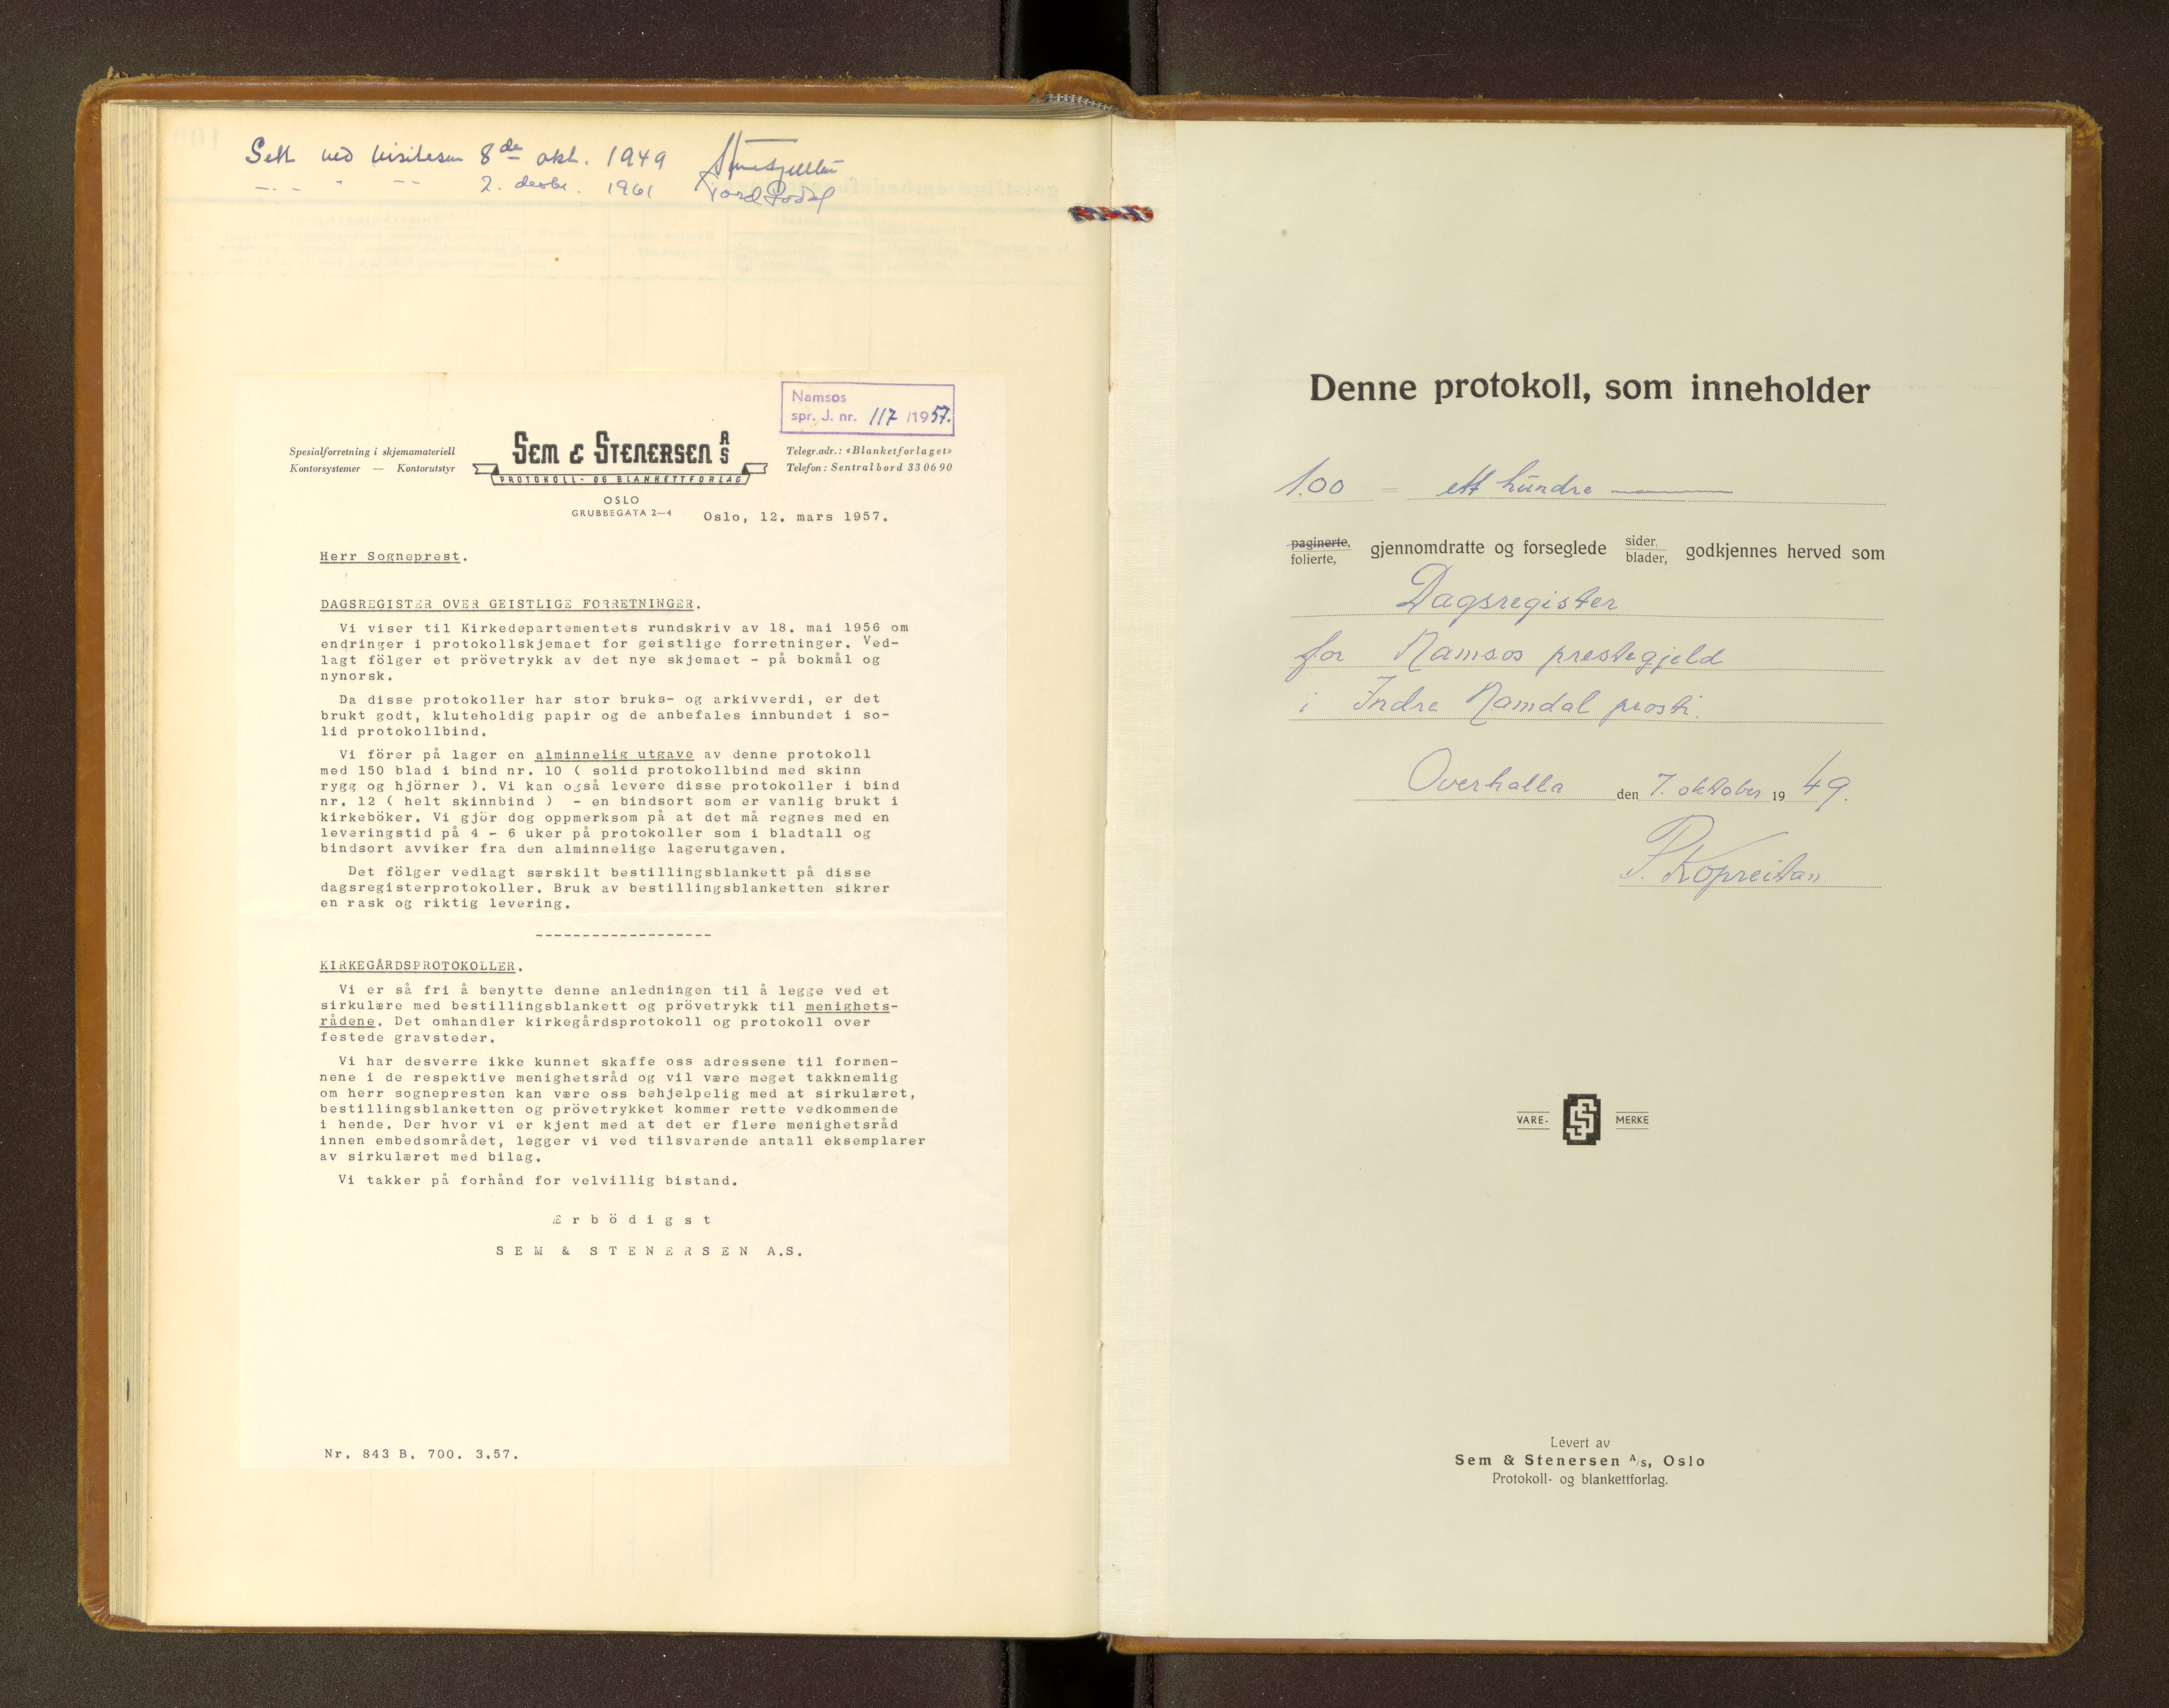 Sett ved visitasen 8de okt. 1949
— " — 2. desbr. 1961 Tord Godal
Namsos
spr. J. nr. 117 /1957.
Spesialforretning i skjemamateriell
Kontorsystemer — Kontorutstyr
SEM & STENERSEN A/S
PROTOKOLL- OG BLANKETTFORLAG
Telegr.adr.: «Blanketforlaget»
Telefon: Sentralbord 330690
OSLO
GRUBBEGATA 2—4
Oslo, 12. mars 1957.
Herr Sogneprest.
DAGSREGISTER OVER GEISTLIGE FORRETNINGER.
Vi viser til Kirkedepartementets rundskriv av 18. mai 1956 om
endringer i protokollskjemaet for geistlige forretninger. Ved-
lagt fölger et prövetrykk av det nye skjemaet - på bokmål og
nynorsk.
Da disse protokoller har stor bruks- og arkivverdi, er det
brukt godt, kluteholdig papir og de anbefales innbundet i so-
lid protokollbind.
Vi förer på lager en alminnelig utgave av denne protokoll
med 150 blad i bind nr. 10 ( solid protokollbind med skinn
rygg og hjörner ). Vi kan også levere disse protokoller i bind
nr. 12 ( helt skinnbind ) - en bindsort som er vanlig brukt i
kirkeböker. Vi gjör dog oppmerksom på at det må regnes med en
leveringstid på 4 - 6 uker på protokoller som i bladtall og
bindsort avviker fra den alminnelige lagerutgaven.
Det fölger vedlagt særskilt bestillingsblankett på disse
dagsregisterprotokoller. Bruk av bestillingsblanketten sikrer
en rask og riktig levering.
-------------------
KIRKEGÅRDSPROTOKOLLER.
Vi er så fri å benytte denne anledningen til å legge ved et
sirkulære med bestillingsblankett og prövetrykk til menighets-
rådene. Det omhandler kirkegårdsprotokoll og protokoll over
festede gravsteder.
Vi har desverre ikke kunnet skaffe oss adressene til formen-
nene i de respektive menighetsråd og vil være meget takknemlig
om herr sognepresten kan være oss behjelpelig med at sirkulæret,
bestillingsblanketten og prövetrykket kommer rette vedkommende
i hende. Der hvor vi er kjent med at det er flere menighetsråd
innen embedsområdet, legger vi ved tilsvarende antall eksemplarer
av sirkulæret med bilag.
Vi takker på forhånd for velvillig bistand.
Ærbödigst
SEM & STENERSEN A.S.
Nr. 843 B. 700. 3.57.
Denne protokoll, som inneholder
100 = ett hundre
paginerte, folierte, gjennomdratte og forseglede sider, blader, godkjennes herved som
Dagsregister
for Namsos prestegjeld
i Indre Namdal prosti.
Overhalla den 7. oktober 1949.
P. Kopreitan
VARE- MERKE
Levert av
Sem & Stenersen A/S, Oslo
Protokoll- og blankettforlag.